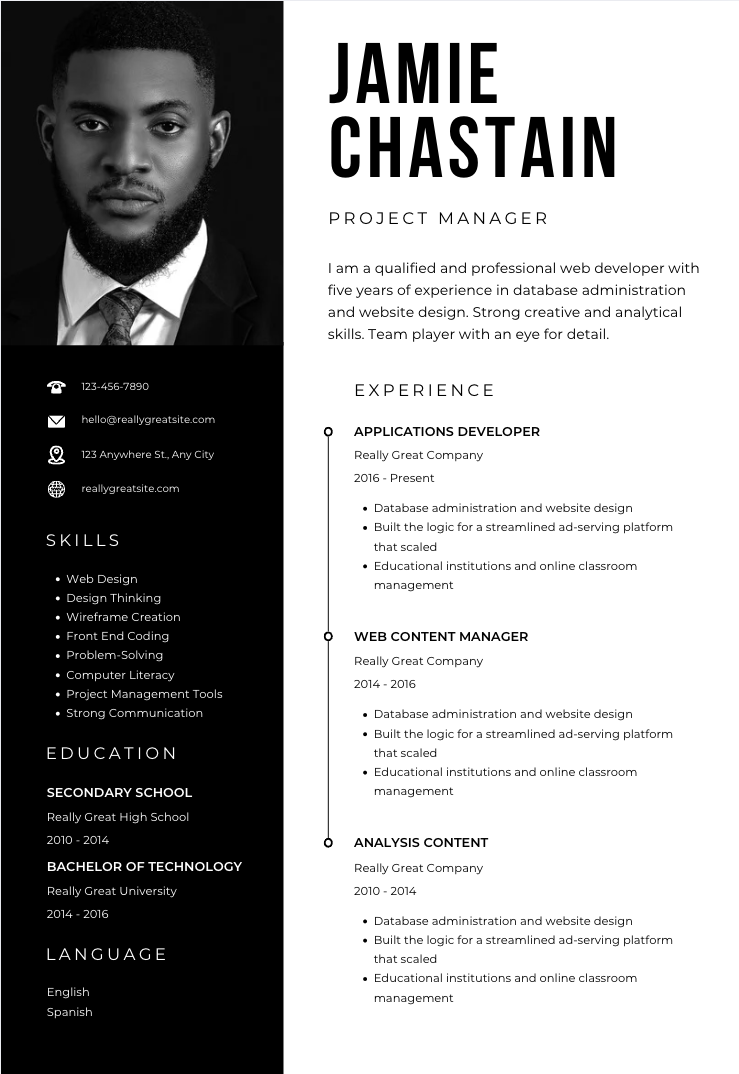 JAMIE
CHASTAIN
PROJECT MANAGER
I am a qualified and professional web developer with
five years of experience in database administration
and website design. Strong creative and analytical
skills. Team player with an eye for detail.
123-456-7890
hello@reallygreatsite.com
123 Anywhere St., Any City
reallygreatsite.com
SKILLS
• Web Design
• Design Thinking
• Wireframe Creation
• Front End Coding
• Problem-Solving
• Computer Literacy
• Project Management Tools
• Strong Communication
EDUCATION
SECONDARY SCHOOL
Really Great High School
2010 - 2014
BACHELOR OF TECHNOLOGY
Really Great University
2014 - 2016
LANGUAGE
English
Spanish
EXPERIENCE
APPLICATIONS DEVELOPER
Really Great Company
2016 - Present
• Database administration and website design
• Built the logic for a streamlined ad-serving platform
that scaled
• Educational institutions and online classroom
management
WEB CONTENT MANAGER
Really Great Company
2014 - 2016
• Database administration and website design
• Built the logic for a streamlined ad-serving platform
that scaled
• Educational institutions and online classroom
management
ANALYSIS CONTENT
Really Great Company
2010 - 2014
• Database administration and website design
• Built the logic for a streamlined ad-serving platform
that scaled
• Educational institutions and online classroom
management